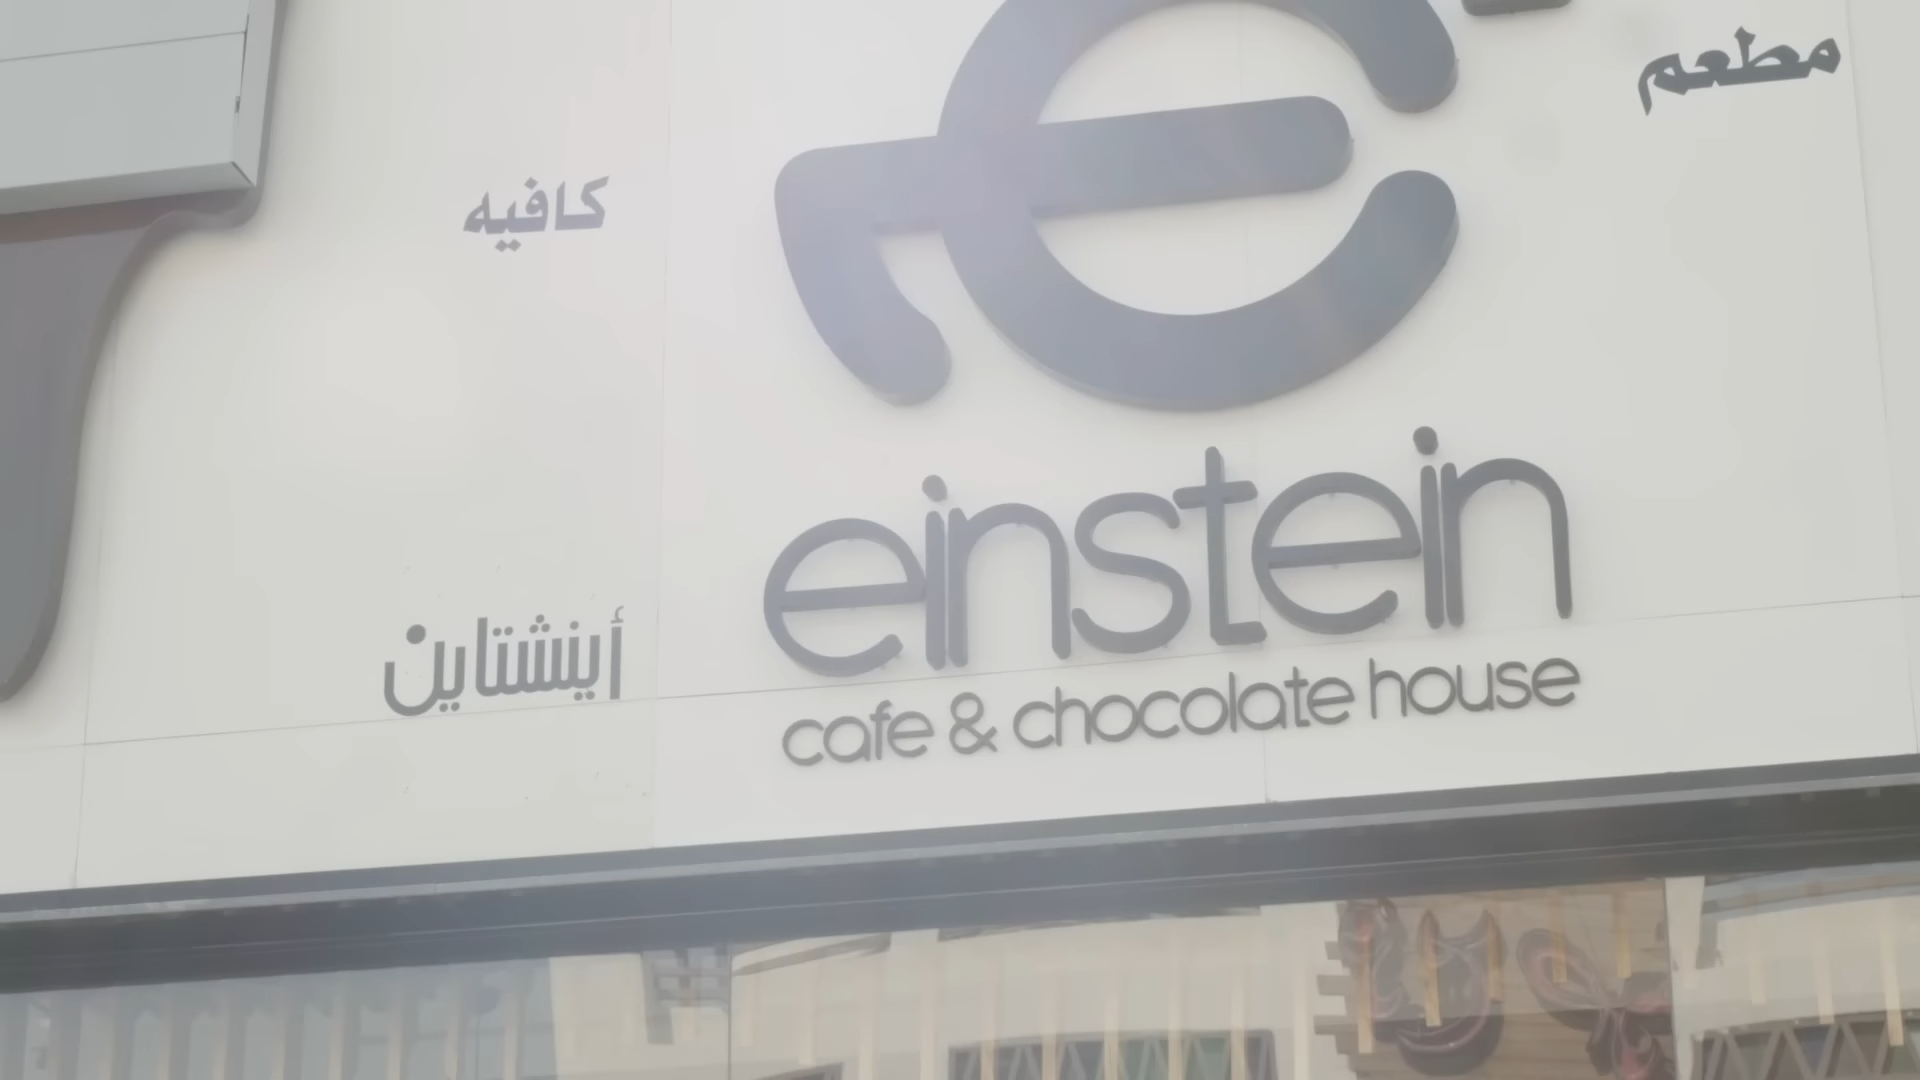 مطعم
كافيه
einstein
أينشتاين
cafe & chocolate house